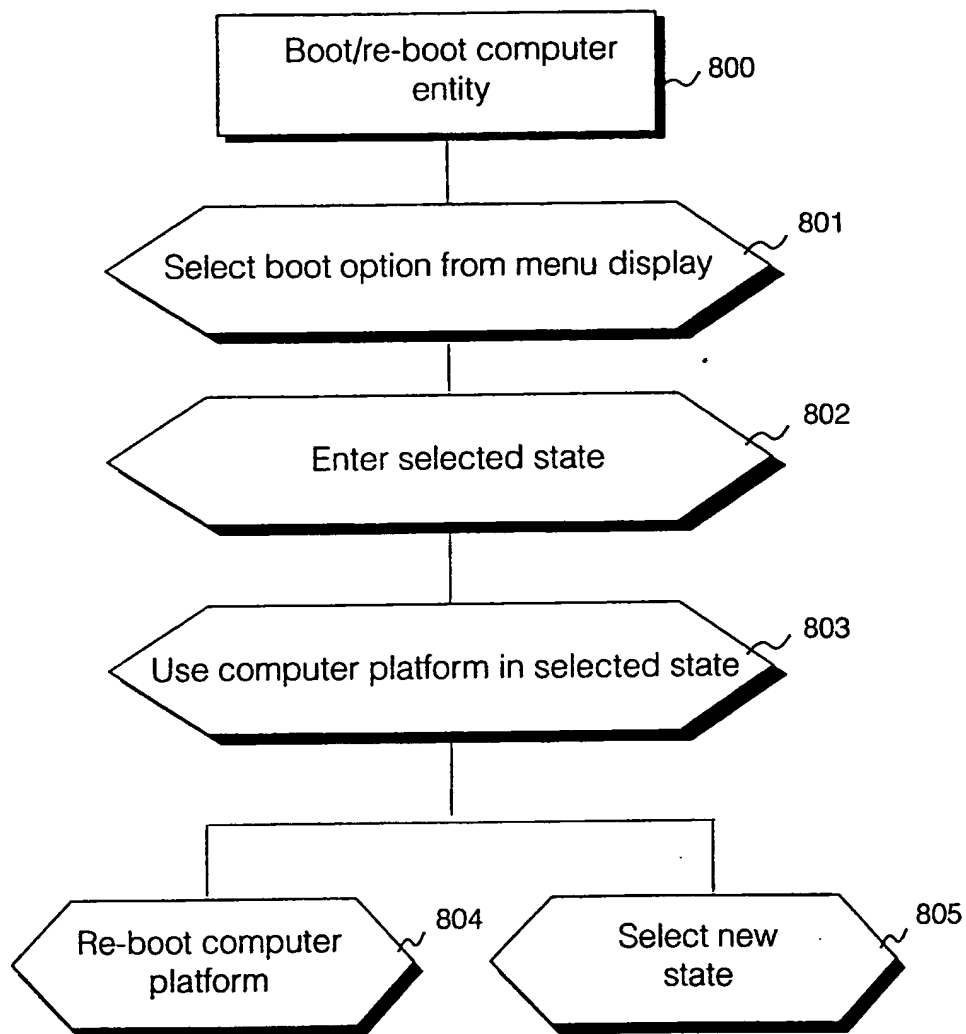 Boot/re-boot computer
entity
800
Select boot option from menu display
801
Enter selected state
802
Use computer platform in selected state
803
Re-boot computer
platform
804
Select new
state
805